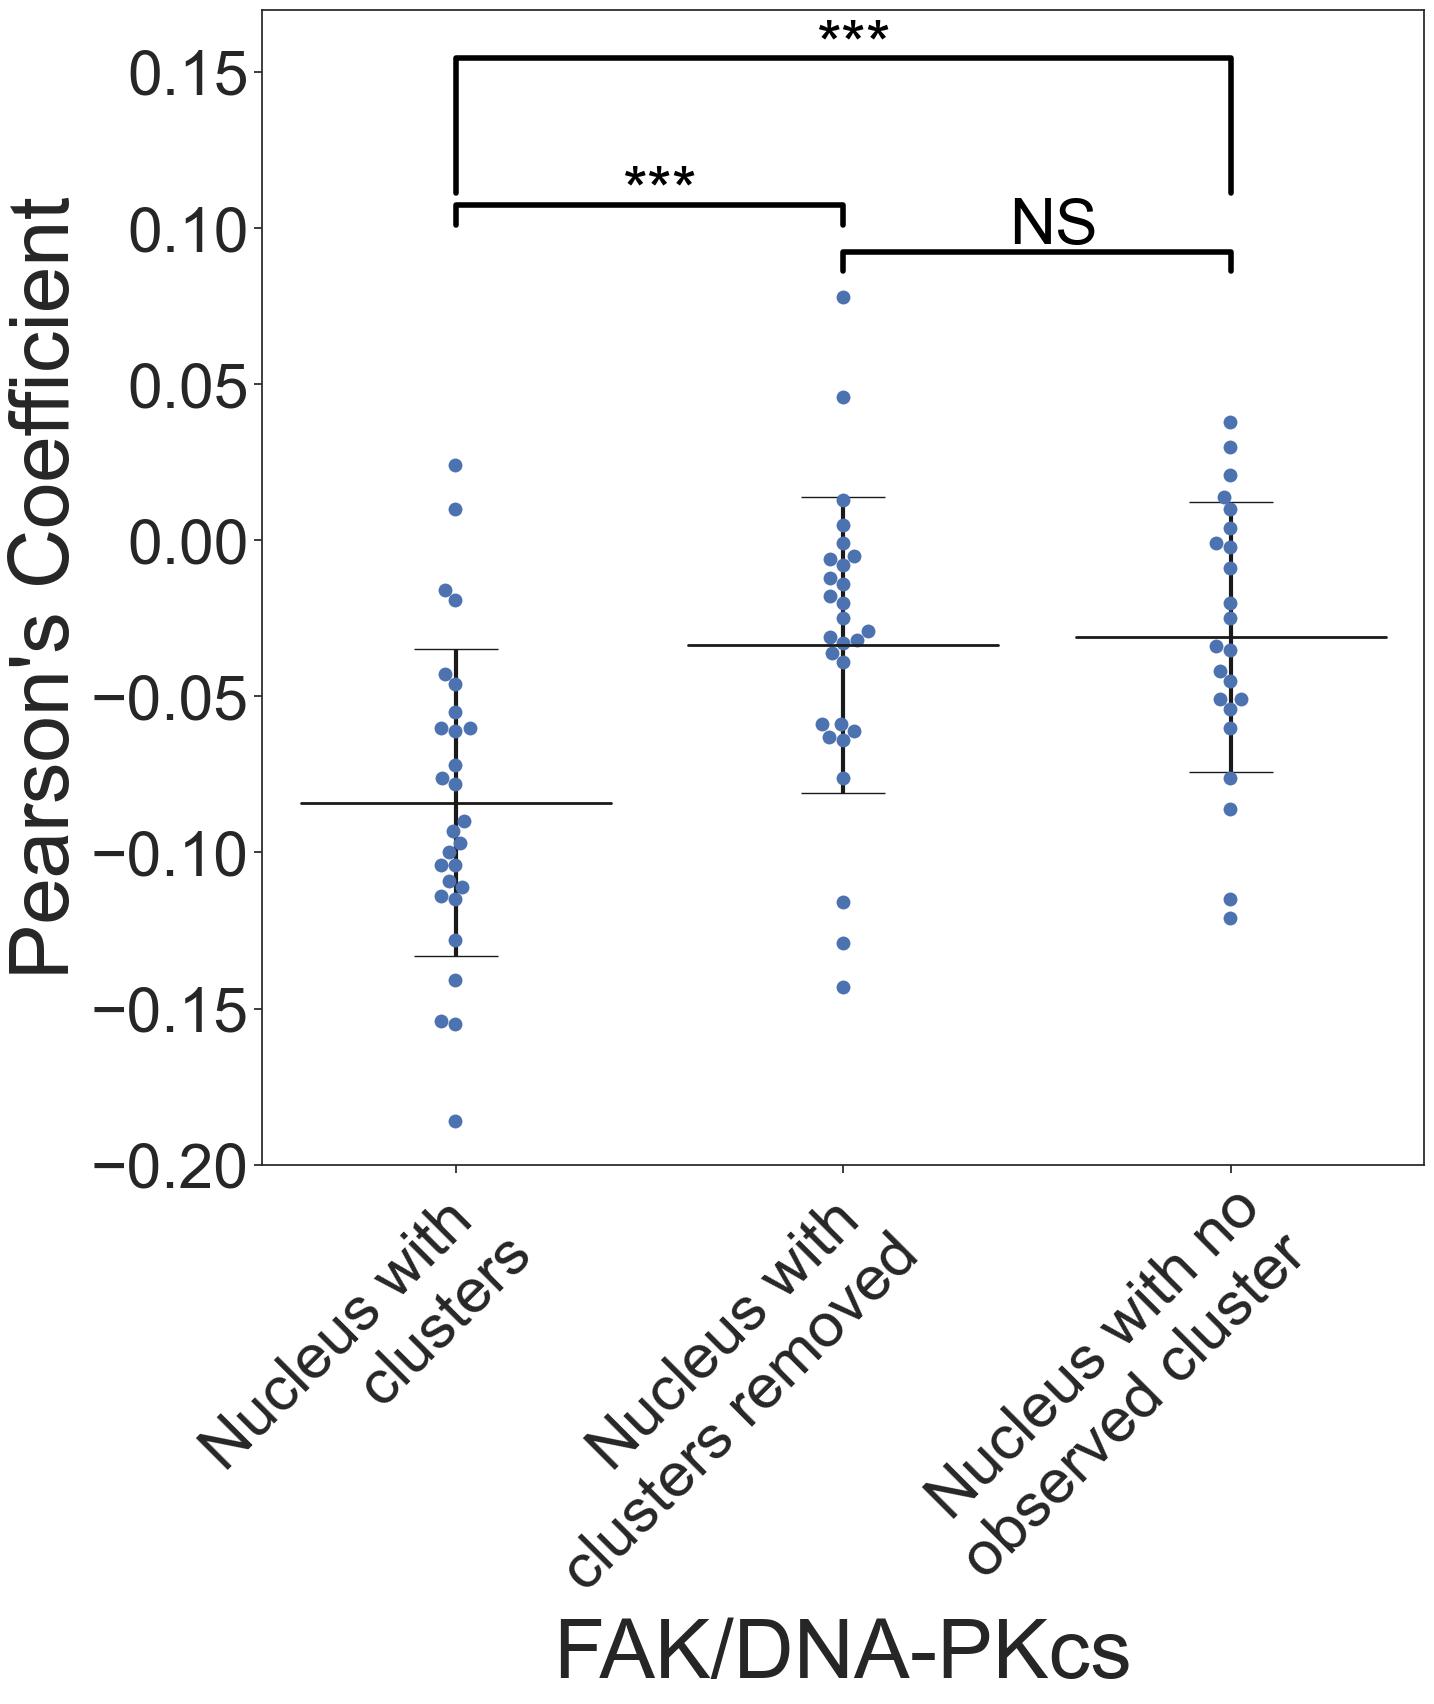 ***
0.15
***
0.10
NS
0.05
0.00
−0.05
−0.10
−0.15
−0.20
Pearson's Coefficient
Nucleus with
clusters
Nucleus with
clusters removed
Nucleus with no
observed cluster
FAK/DNA-PKcs